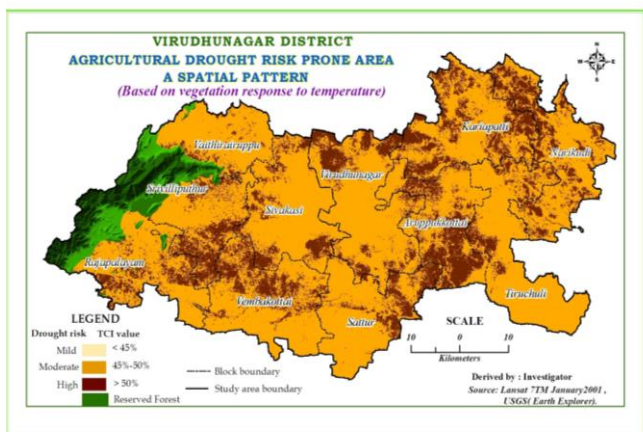 VIRUDHUNAGAR DISTRICT
AGRICULTURAL DROUGHT RISK PRONE AREA
A SPATIAL PATTERN
(Based on vegetation response to temperature)
N
W E
S
Kariapatti
Narikudi
Vathirairuppu
Virudhunagar
Srivilliputhur
Sivakasi
Aruppukkottai
Rajapalayam
Tiruchuli
Vembakottai
Sattur
LEGEND
Drought risk TCI value
Mild < 45%
Moderate 45%-50%
High > 50%
Reserved Forest
Block boundary
Study area boundary
SCALE
10 0 10
Kilometers
Derived by : Investigator
Source: Lansat 7TM January2001 ,
USGS( Earth Explorer).